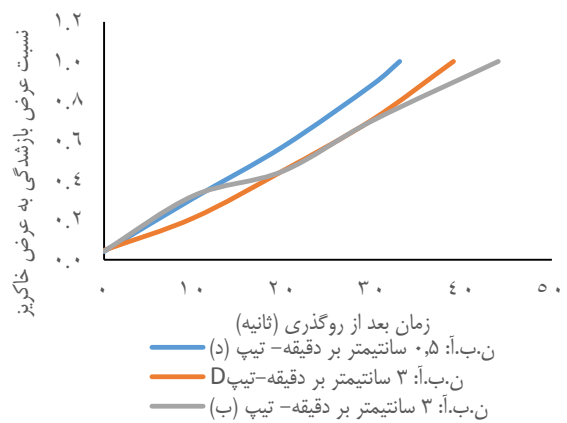 نسبت عرض بازشدگی به عرض خاکریز
۱.۲
۱.۰
۰.۸
۰.۶
۰.۴
۰.۲
۰.۰
۰ ۱۰ ۲۰ ۳۰ ۴۰ ۵۰
زمان بعد از روگذری (ثانیه)
ن.ب.آ: ۰,۵ سانتیمتر بر دقیقه- تیپ (د)
ن.ب.آ: ۳ سانتیمتر بر دقیقه-تیپD
ن.ب.آ: ۳ سانتیمتر بر دقیقه- تیپ (ب)